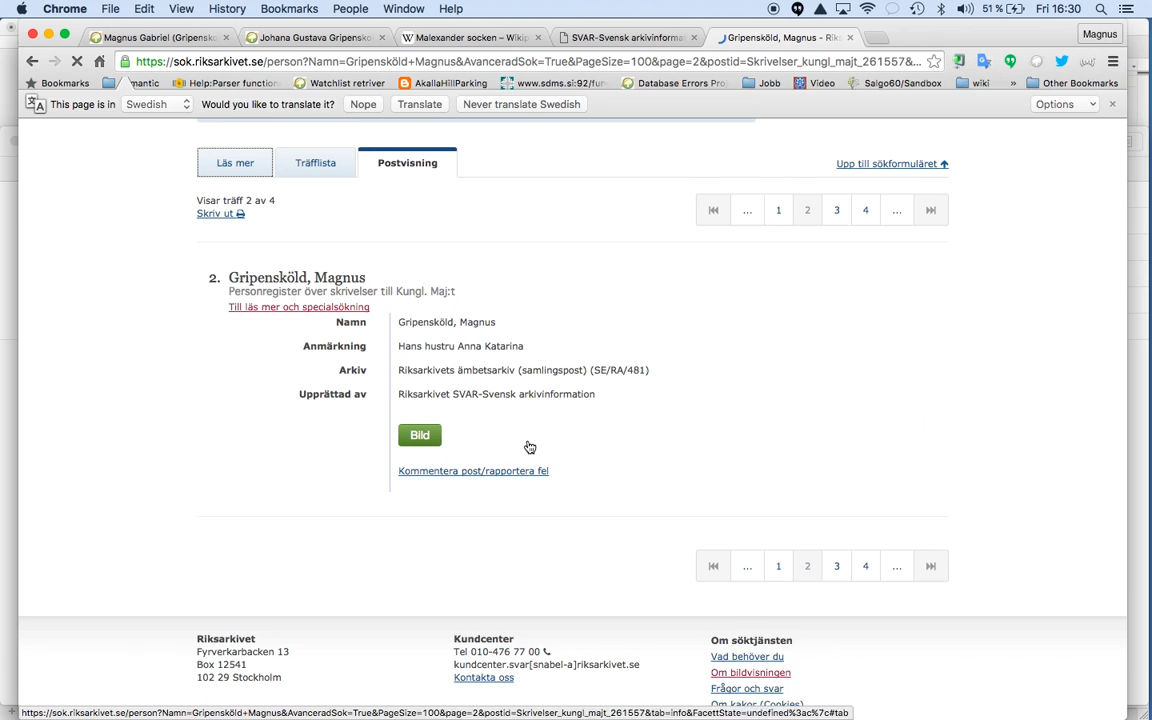 Chrome File Edit View History Bookmarks People Window Help 51 % Fri 16:30
Magnus Gabriel (Gripenskö × Johana Gustava Gripensköl × Malexander socken – Wikip × SVAR-Svensk arkivinformat × Gripensköld, Magnus - Riks × Magnus
https://sok.riksarkivet.se/person?Namn=Gripensköld+Magnus&AvanceradSok=True&PageSize=100&page=2&postid=Skrivelser_kungl_majt_261557&...
Bookmarks mantic Help:Parser function Watchlist retriver AkallaHillParking www.sdms.si:92/fun Database Errors Pro Jobb Video Salgo60/Sandbox wiki » Other Bookmarks
This page is in Swedish Would you like to translate it? Nope Translate Never translate Swedish Options ×
Läs mer Träfflista Postvisning Upp till sökformuläret
Visar träff 2 av 4
Skriv ut
... 1 2 3 4 ...
2. Gripensköld, Magnus
Personregister över skrivelser till Kungl. Maj:t
Till läs mer och specialsökning
Namn Gripensköld, Magnus
Anmärkning Hans hustru Anna Katarina
Arkiv Riksarkivets ämbetsarkiv (samlingspost) (SE/RA/481)
Upprättad av Riksarkivet SVAR-Svensk arkivinformation
Bild
Kommentera post/rapportera fel
... 1 2 3 4 ...
Riksarkivet
Fyrverkarbacken 13
Box 12541
102 29 Stockholm
Kundcenter
Tel 010-476 77 00
kundcenter.svar[snabel-a]riksarkivet.se
Kontakta oss
Om söktjänsten
Vad behöver du
Om bildvisningen
Frågor och svar
Om kakor (Cookies)
https://sok.riksarkivet.se/person?Namn=Gripensköld+Magnus&AvanceradSok=True&PageSize=100&page=2&postid=Skrivelser_kungl_majt_261557&tab=info&FacettState=undefined%3ac%7c#tab